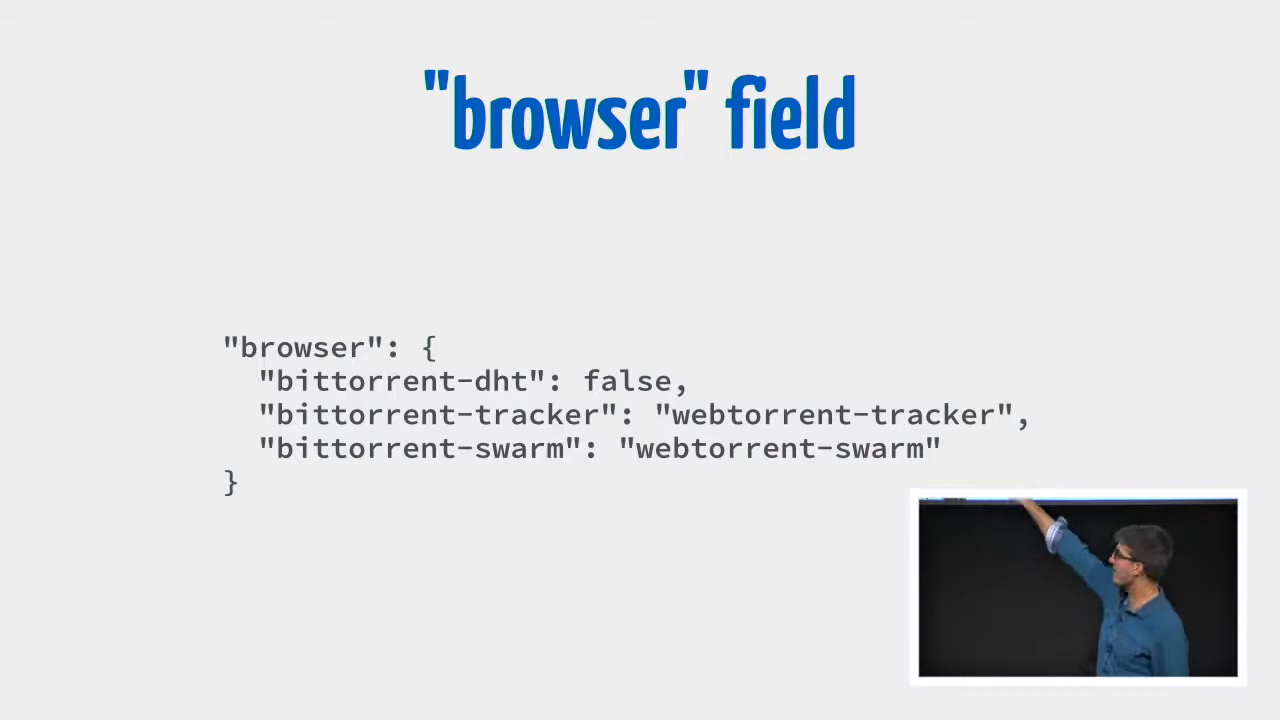 "browser" field
"browser": {
"bittorrent-dht": false,
"bittorrent-tracker": "webtorrent-tracker",
"bittorrent-swarm": "webtorrent-swarm"
}